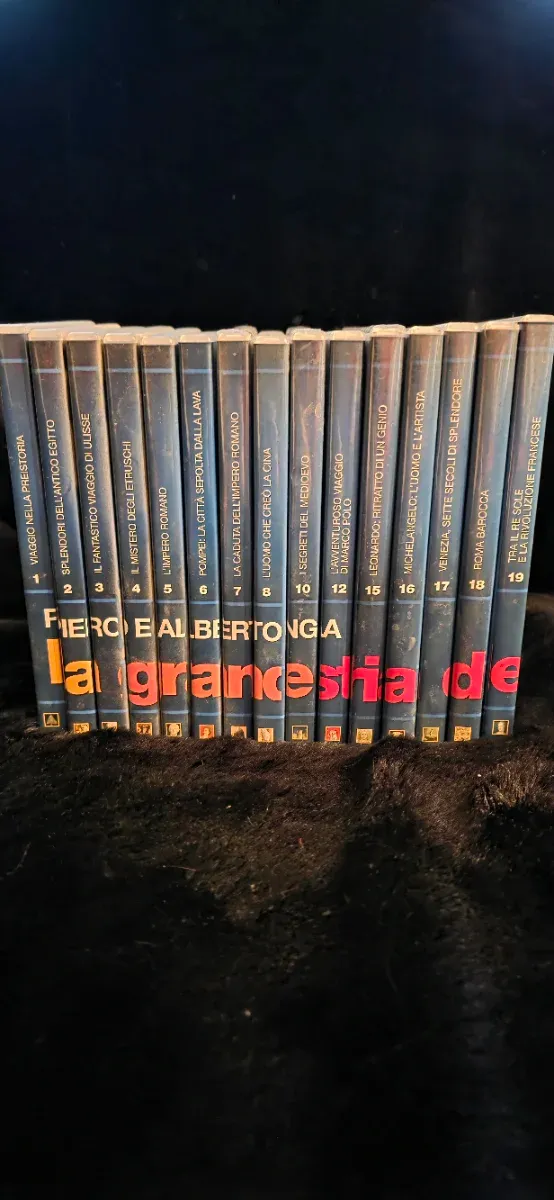 1 VIAGGIO NELLA PREISTORIA
2 SPLENDORI DELL'ANTICO EGITTO
3 IL FANTASTICO VIAGGIO DI ULISSE
4 IL MISTERO DEGLI ETRUSCHI
5 L'IMPERO ROMANO
6 POMPEI: LA CITTÀ SEPOLTA DALLA LAVA
7 LA CADUTA DELL'IMPERO ROMANO
8 L'UOMO CHE CREÒ LA CINA
10 I SEGRETI DEL MEDIOEVO
12 L'AVVENTUROSO VIAGGIO
DI MARCO POLO
15 LEONARDO: RITRATTO DI UN GENIO
16 MICHELANGELO: L'UOMO E L'ARTISTA
17 VENEZIA, SETTE SECOLI DI SPLENDORE
18 ROMA BAROCCA
19 TRA IL RE SOLE
E LA RIVOLUZIONE FRANCESE
PIERO E ALBERTO NGA
la grande stia de